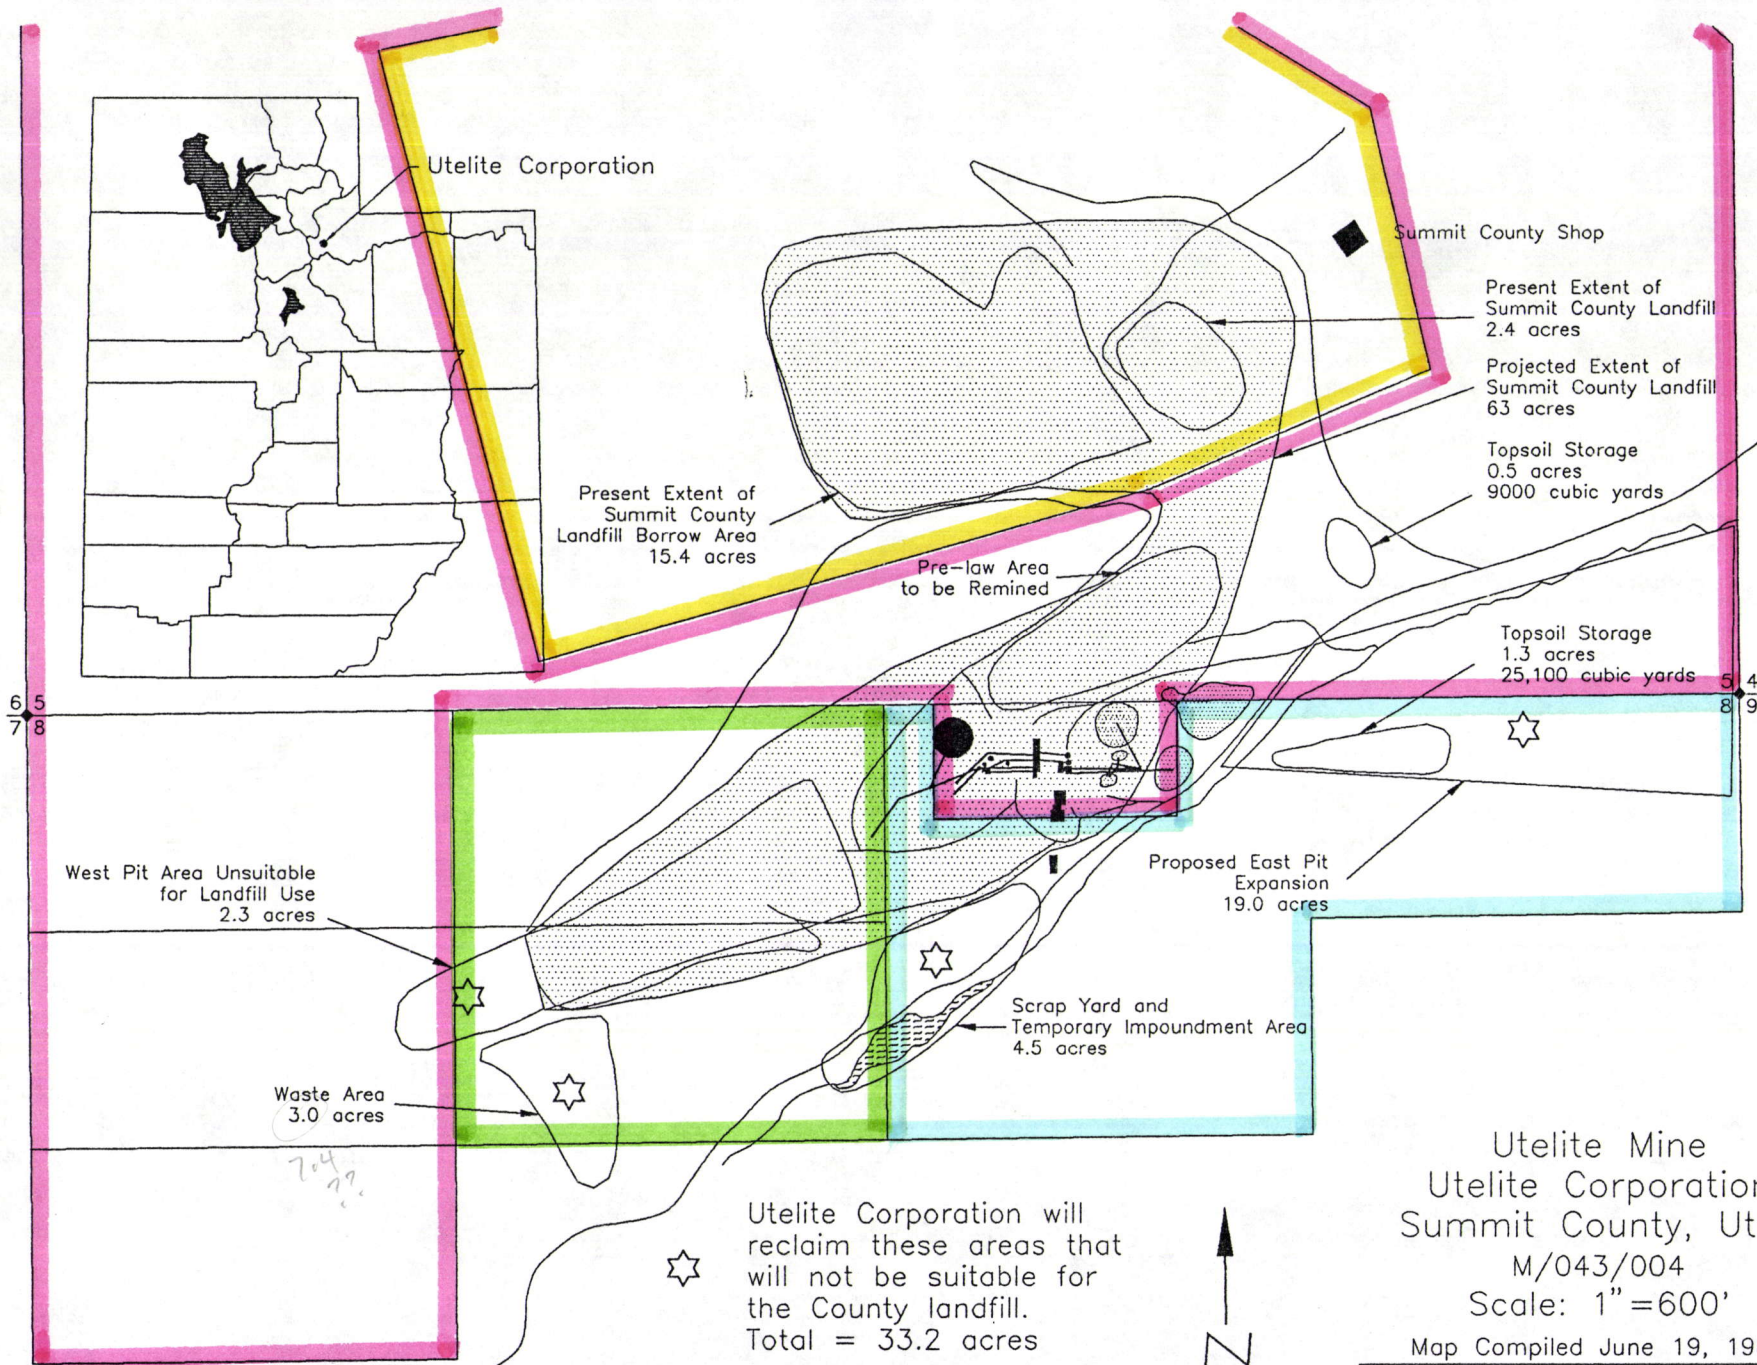 Utelite Corporation
Summit County Shop
Present Extent of
Summit County Landfill
2.4 acres
Projected Extent of
Summit County Landfill
63 acres
Topsoil Storage
0.5 acres
9000 cubic yards
Present Extent of
Summit County
Landfill Borrow Area
15.4 acres
Pre-law Area
to be Remined
Topsoil Storage
1.3 acres
25,100 cubic yards
6 5
7 8
5 4
8 9
West Pit Area Unsuitable
for Landfill Use
2.3 acres
Proposed East Pit
Expansion
19.0 acres
Scrap Yard and
Temporary Impoundment Area
4.5 acres
Waste Area
3.0 acres
7.4
??
Utelite Corporation will
reclaim these areas that
will not be suitable for
the County landfill.
Total = 33.2 acres
N
Utelite Mine
Utelite Corporation
Summit County, Ut
M/043/004
Scale: 1"=600'
Map Compiled June 19, 19